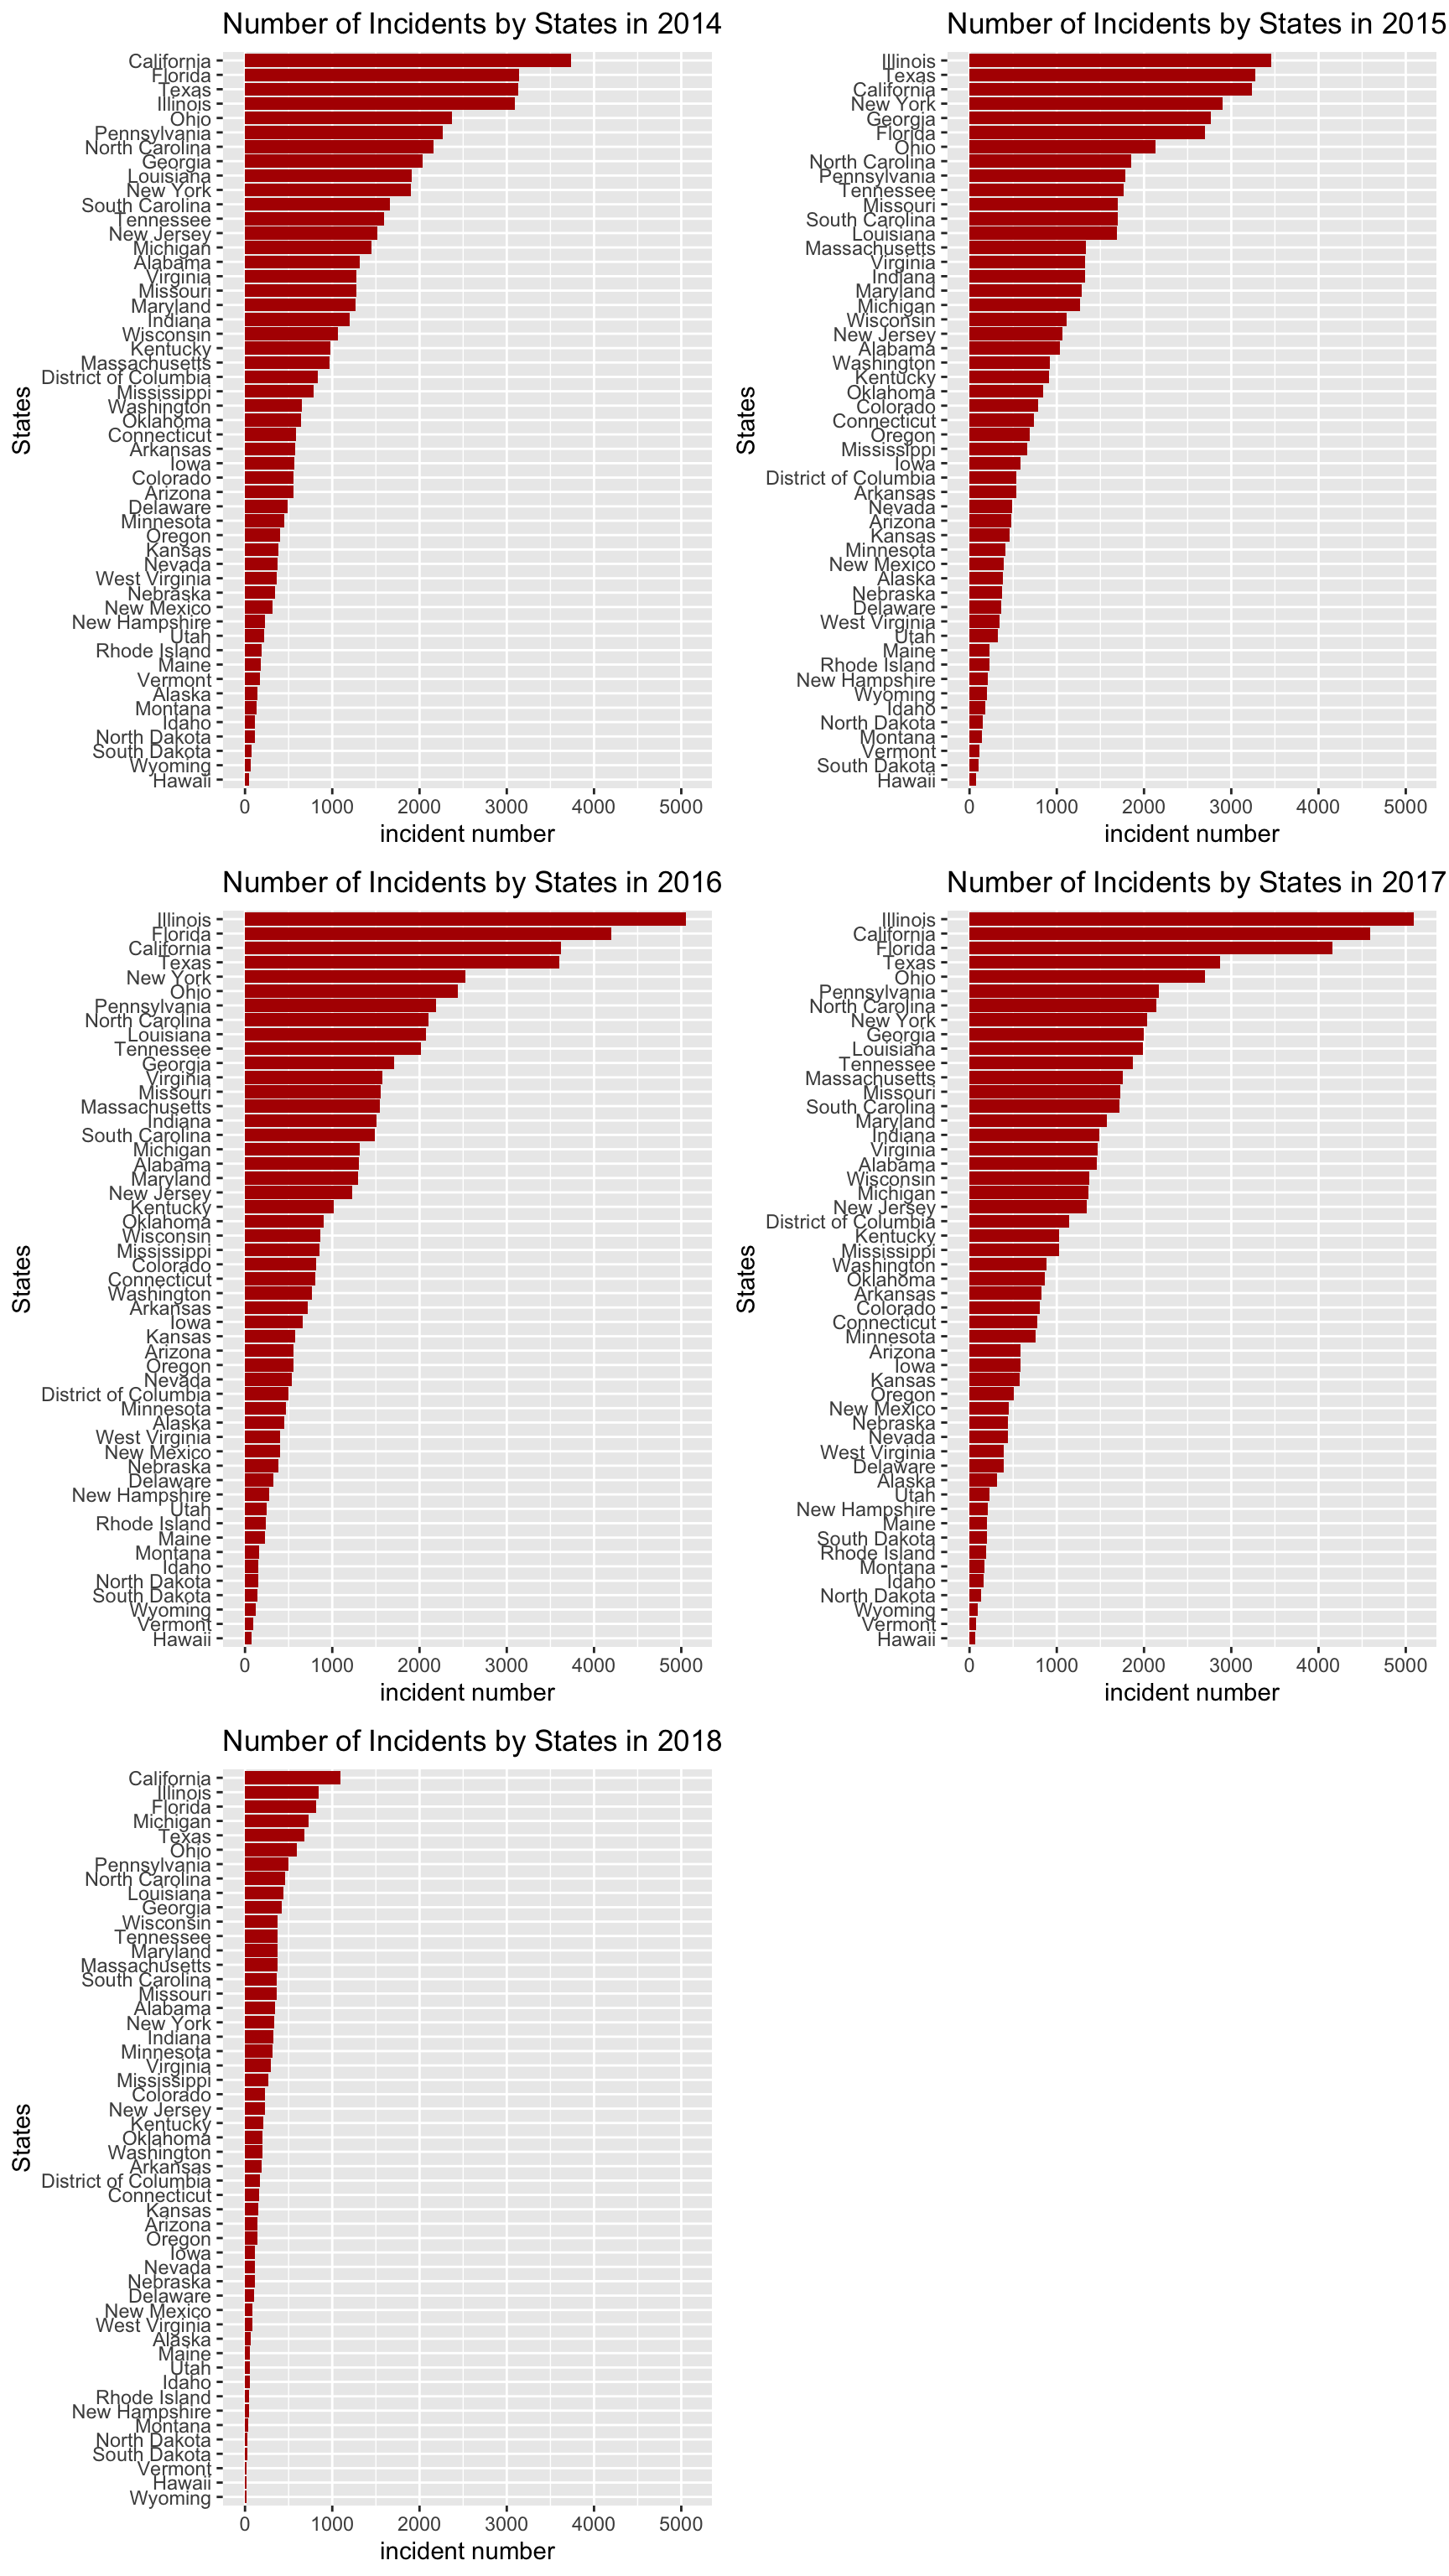 Number of Incidents by States in 2014
California
Florida
Texas
Illinois
Ohio
Pennsylvania
North Carolina
Georgia
Louisiana
New York
South Carolina
Tennessee
New Jersey
Michigan
Alabama
Virginia
Missouri
Maryland
Indiana
Wisconsin
Kentucky
Massachusetts
District of Columbia
Mississippi
Washington
Oklahoma
Connecticut
Arkansas
Iowa
Colorado
Arizona
Delaware
Minnesota
Oregon
Kansas
Nevada
West Virginia
Nebraska
New Mexico
New Hampshire
Utah
Rhode Island
Maine
Vermont
Alaska
Montana
Idaho
North Dakota
South Dakota
Wyoming
Hawaii
States
0 1000 2000 3000 4000 5000
incident number
Number of Incidents by States in 2015
Illinois
Texas
California
New York
Georgia
Florida
Ohio
North Carolina
Pennsylvania
Tennessee
Missouri
South Carolina
Louisiana
Massachusetts
Virginia
Indiana
Maryland
Michigan
Wisconsin
New Jersey
Alabama
Washington
Kentucky
Oklahoma
Colorado
Connecticut
Oregon
Mississippi
Iowa
District of Columbia
Arkansas
Nevada
Arizona
Kansas
Minnesota
New Mexico
Alaska
Nebraska
Delaware
West Virginia
Utah
Maine
Rhode Island
New Hampshire
Wyoming
Idaho
North Dakota
Montana
Vermont
South Dakota
Hawaii
States
0 1000 2000 3000 4000 5000
incident number
Number of Incidents by States in 2016
Illinois
Florida
California
Texas
New York
Ohio
Pennsylvania
North Carolina
Louisiana
Tennessee
Georgia
Virginia
Missouri
Massachusetts
Indiana
South Carolina
Michigan
Alabama
Maryland
New Jersey
Kentucky
Oklahoma
Wisconsin
Mississippi
Colorado
Connecticut
Washington
Arkansas
Iowa
Kansas
Arizona
Oregon
Nevada
District of Columbia
Minnesota
Alaska
West Virginia
New Mexico
Nebraska
Delaware
New Hampshire
Utah
Rhode Island
Maine
Montana
Idaho
North Dakota
South Dakota
Wyoming
Vermont
Hawaii
States
0 1000 2000 3000 4000 5000
incident number
Number of Incidents by States in 2017
Illinois
California
Florida
Texas
Ohio
Pennsylvania
North Carolina
New York
Georgia
Louisiana
Tennessee
Massachusetts
Missouri
South Carolina
Maryland
Indiana
Virginia
Alabama
Wisconsin
Michigan
New Jersey
District of Columbia
Kentucky
Mississippi
Washington
Oklahoma
Arkansas
Colorado
Connecticut
Minnesota
Arizona
Iowa
Kansas
Oregon
New Mexico
Nebraska
Nevada
West Virginia
Delaware
Alaska
Utah
New Hampshire
Maine
South Dakota
Rhode Island
Montana
Idaho
North Dakota
Wyoming
Vermont
Hawaii
States
0 1000 2000 3000 4000 5000
incident number
Number of Incidents by States in 2018
California
Illinois
Florida
Michigan
Texas
Ohio
Pennsylvania
North Carolina
Louisiana
Georgia
Wisconsin
Tennessee
Maryland
Massachusetts
South Carolina
Missouri
Alabama
New York
Indiana
Minnesota
Virginia
Mississippi
Colorado
New Jersey
Kentucky
Oklahoma
Washington
Arkansas
District of Columbia
Connecticut
Kansas
Arizona
Oregon
Iowa
Nevada
Nebraska
Delaware
New Mexico
West Virginia
Alaska
Maine
Utah
Idaho
Rhode Island
New Hampshire
Montana
North Dakota
South Dakota
Vermont
Hawaii
Wyoming
States
0 1000 2000 3000 4000 5000
incident number